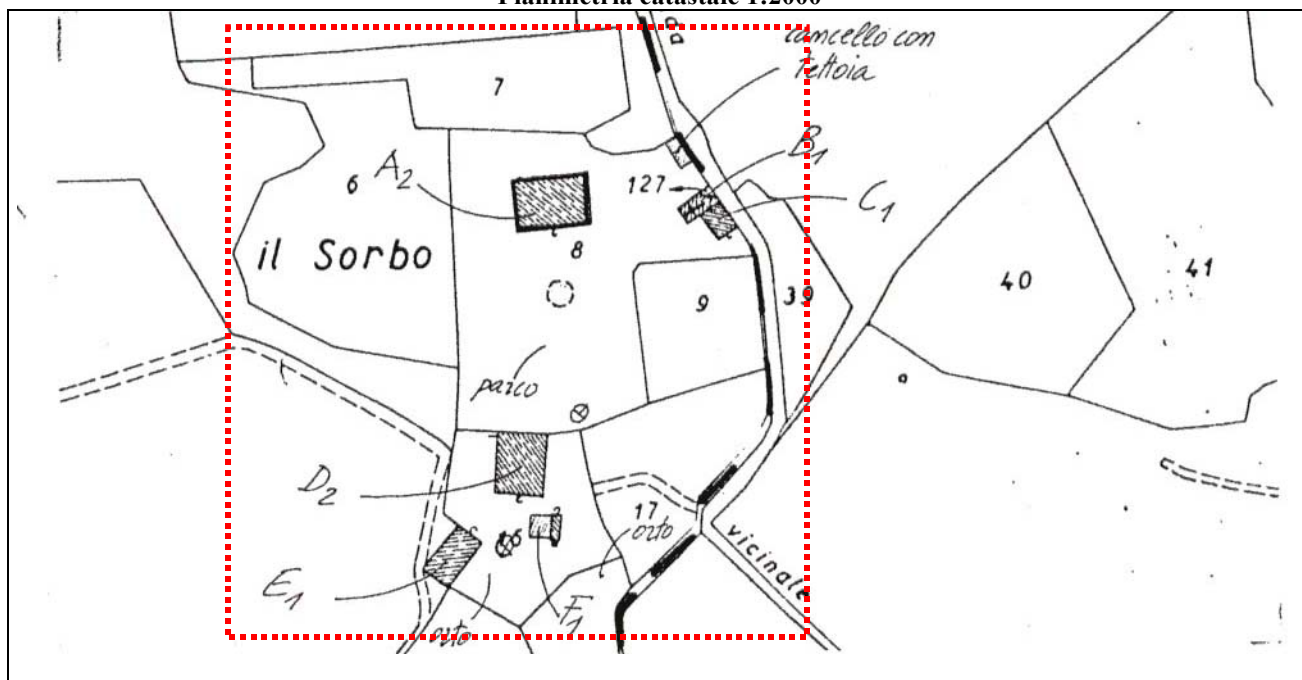 Planimetria catastale 1:2000
cancello con
tettoia
7
B1
A2
6
127
C1
8
il Sorbo
9
39
40
41
parco
D2
17
orto
vicinale
E1
F1
orto